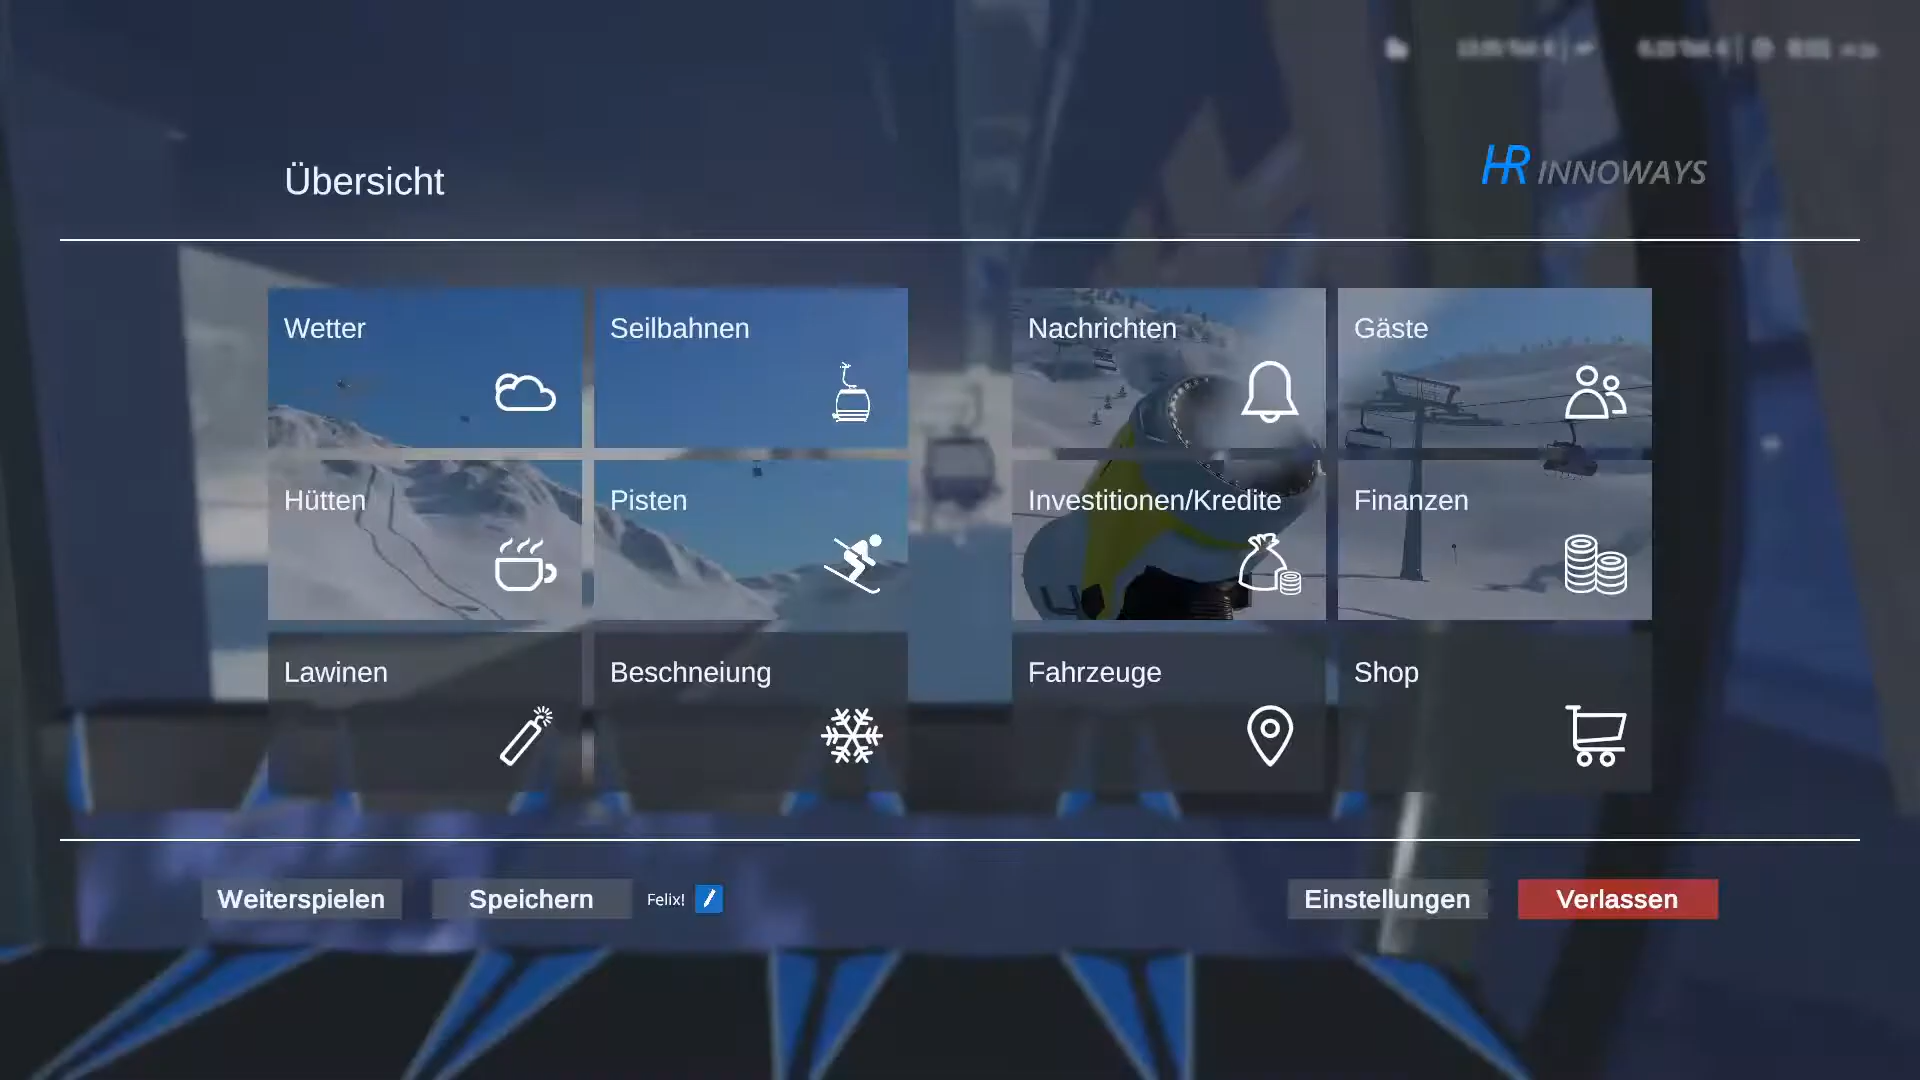 Übersicht
HR INNOWAYS
Wetter
Seilbahnen
Nachrichten
Gäste
Hütten
Pisten
Investitionen/Kredite
Finanzen
Lawinen
Beschneiung
Fahrzeuge
Shop
Weiterspielen
Speichern
Felix!
Einstellungen
Verlassen